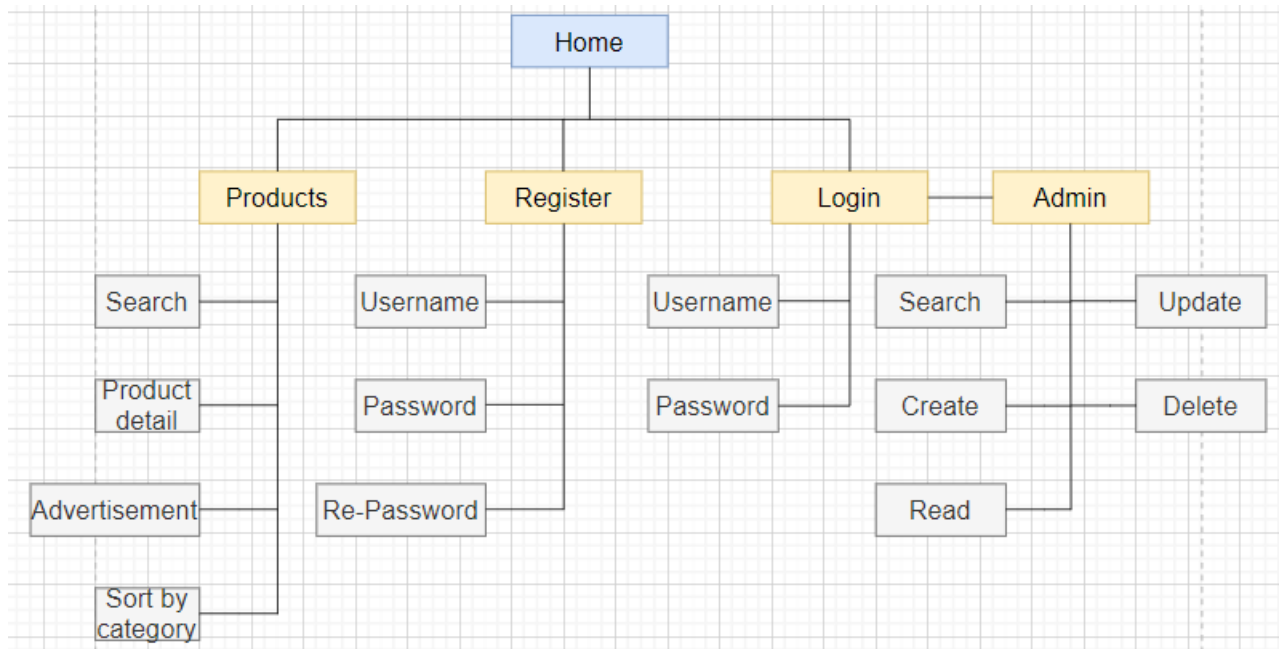 Home
Products
Register
Login
Admin
Search
Username
Username
Search
Update
Product
detail
Password
Password
Create
Delete
Advertisement
Re-Password
Read
Sort by
category